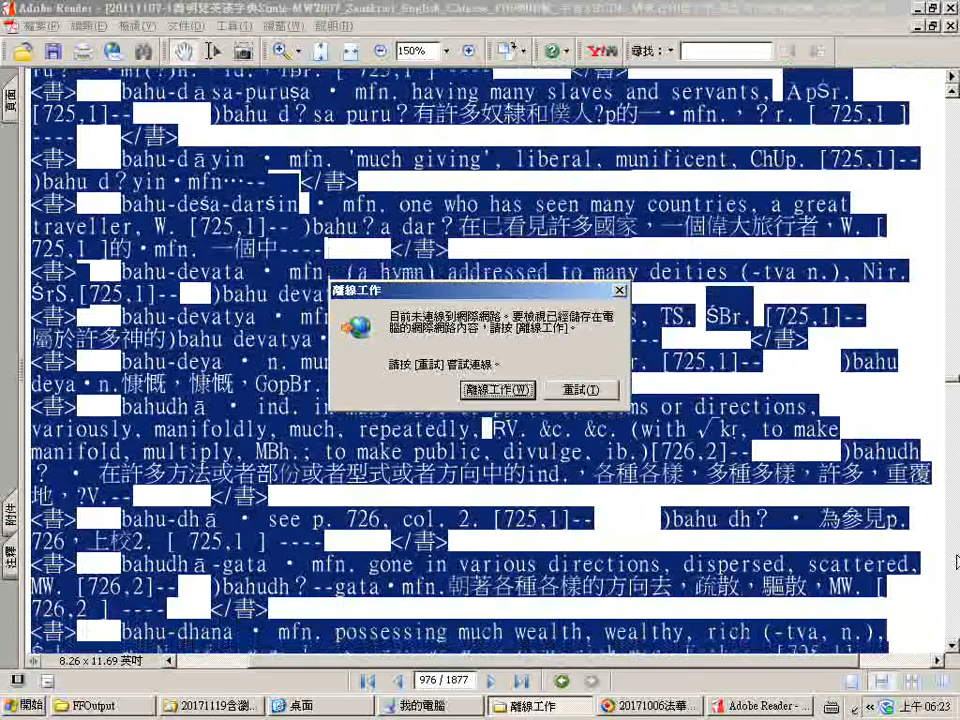 Adobe Reader
檔案(F) 編輯(E) 檢視(V) 文件(D) 工具(T) 視窗(W) 說明(H)
150% 尋找：
頁面
<書> bahu-dāsa-puruṣa • mfn. having many slaves and servants, ĀpŚr.
[725,1]-- )bahu d？sa puru？有許多奴隸和僕人?p的一•mfn.，？r. [ 725,1 ]
---- </書>
<書> bahu-dāyin • mfn. 'much giving', liberal, munificent, ChUp. [725,1]--
)bahu d？yin•mfn…-- </書>
<書> bahu-deśa-darśin • mfn. one who has seen many countries, a great
traveller, W. [725,1]-- )bahu？a dar？在已看見許多國家，一個偉大旅行者，W. [
725,1 ]的•mfn. 一個中---- </書>
<書> bahu-devata • mfn. (a hymn) addressed to many deities (-tva n.), Nir.
ŚrS.[725,1]-- )bahu deva
<書> bahu-devatya • mfn. TS. ŚBr. [725,1]--
屬於許多神的)bahu devatya• </書>
<書> bahu-deya • n. [725,1]-- )bahu
deya•n.慷慨，慷慨，GopBr.
<書> bahudhā • ind. or directions,
variously, manifoldly, much, repeatedly, RV. &c. &c. (with √kṛ, to make
manifold, multiply, MBh.; to make public, divulge, ib.)[726,2]-- )bahudh
？ • 在許多方法或者部份或者型式或者方向中的ind.，各種各樣，多種多樣，許多，重覆
地，?V.-- </書>
<書> bahu-dhā • see p. 726, col. 2. [725,1]-- )bahu dh？ • 為參見p.
726，上校2. [ 725,1 ] ---- </書>
<書> bahudhā-gata • mfn. gone in various directions, dispersed, scattered,
MW. [726,2]-- )bahudh？--gata•mfn.朝著各種各樣的方向去，疏散，驅散，MW. [
726,2 ] ---- </書>
<書> bahu-dhana • mfn. possessing much wealth, wealthy, rich (-tva, n.),
附件
注釋
離線工作
目前未連線到網際網路。要檢視已經儲存在電
腦的網際網路內容，請按 [離線工作]。
請按 [重試] 嘗試連線。
離線工作(W) 重試(T)
8.26 x 11.69 英吋
976 / 1877
開始 FFOutput 20171119含瀏... 桌面 我的電腦 離線工作 20171006法華... Adobe Reader - ... 上午 06:23